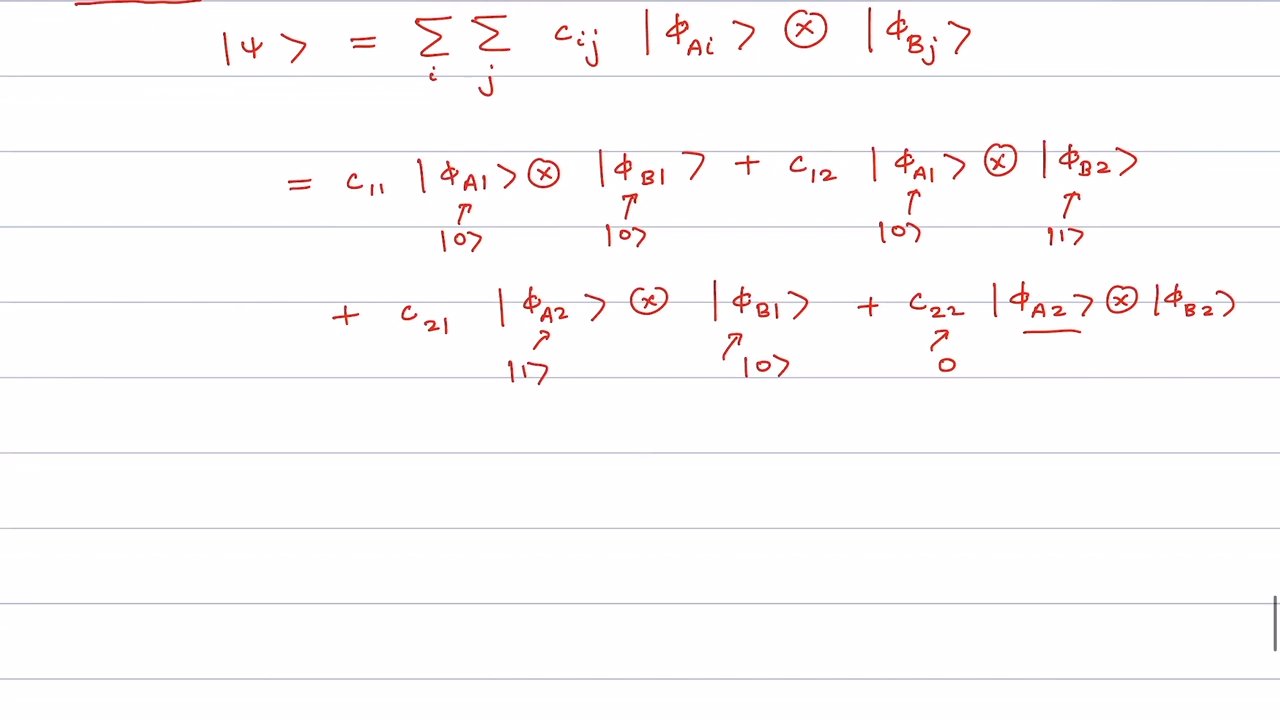 |ψ> = Σ_i Σ_j c_ij |ϕ_Ai> ⊗ |ϕ_Bj>
= c_11 |ϕ_A1> ⊗ |ϕ_B1> + c_12 |ϕ_A1> ⊗ |ϕ_B2>
↑ ↑ ↑ ↑
|0> |0> |0> |1>
+ c_21 |ϕ_A2> ⊗ |ϕ_B1> + c_22 |ϕ_A2> ⊗ |ϕ_B2>
↑ ↑ ↑
|1> |0> 0